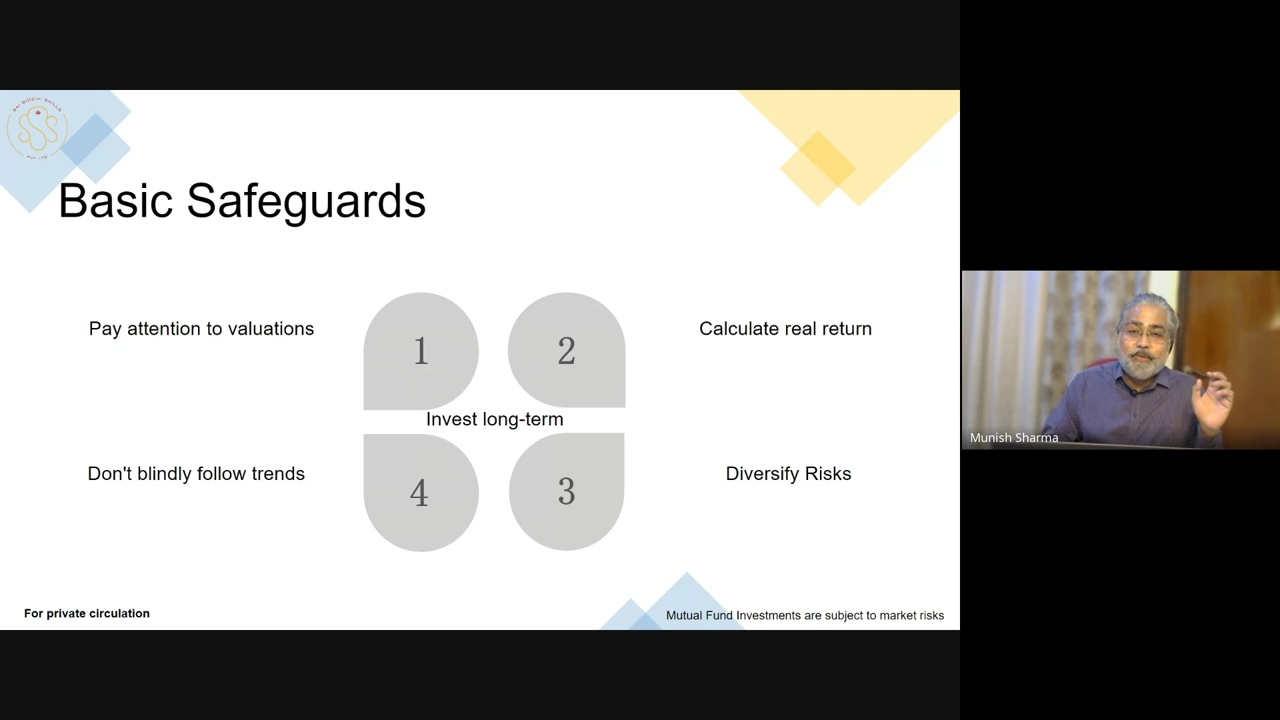 Basic Safeguards
Pay attention to valuations
1
2
Calculate real return
Invest long-term
Don't blindly follow trends
4
3
Diversify Risks
Munish Sharma
For private circulation
Mutual Fund Investments are subject to market risks